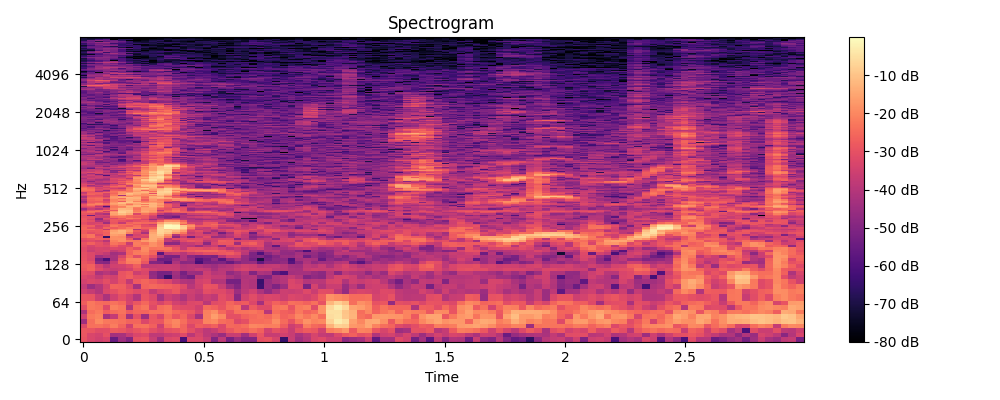 Spectrogram
Hz
4096
2048
1024
512
256
128
64
0
0
0.5
1
1.5
2
2.5
Time
-10 dB
-20 dB
-30 dB
-40 dB
-50 dB
-60 dB
-70 dB
-80 dB